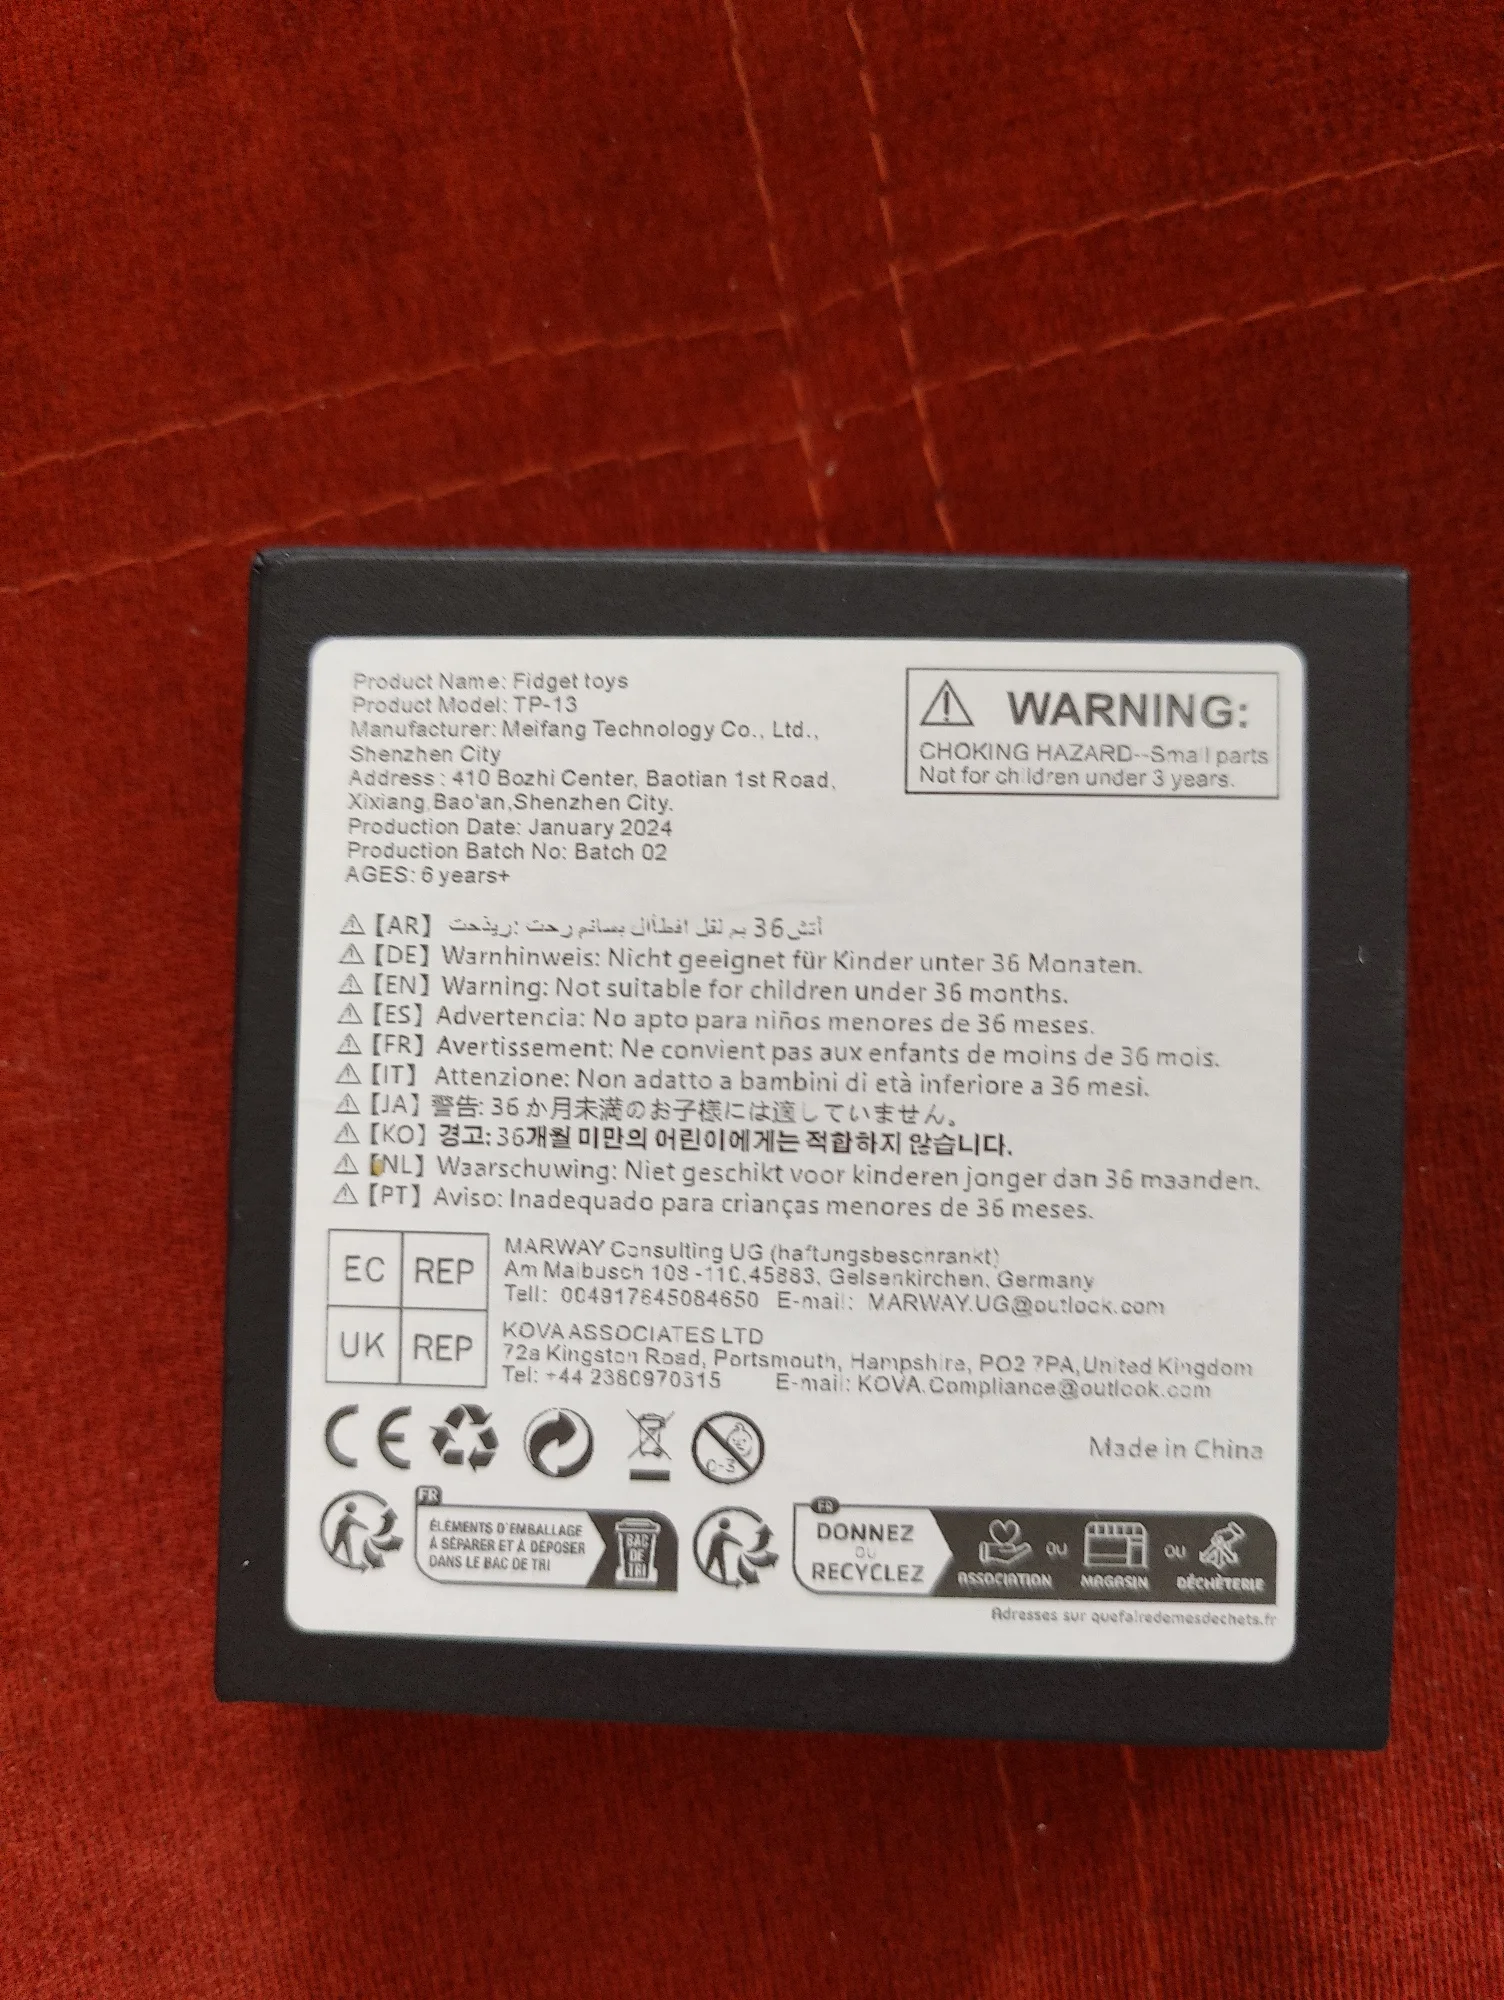 Product Name: Fidget toys
Product Model: TP-13
Manufacturer: Meifang Technology Co., Ltd.,
Shenzhen City
Address : 410 Bozhi Center, Baotian 1st Road,
Xixiang,Bao'an,Shenzhen City.
Production Date: January 2024
Production Batch No: Batch 02
AGES: 6 years+
WARNING:
CHOKING HAZARD--Small parts
Not for children under 3 years.
【AR】 36
【DE】 Warnhinweis: Nicht geeignet für Kinder unter 36 Monaten.
【EN】 Warning: Not suitable for children under 36 months.
【ES】 Advertencia: No apto para niños menores de 36 meses.
【FR】 Avertissement: Ne convient pas aux enfants de moins de 36 mois.
【IT】 Attenzione: Non adatto a bambini di età inferiore a 36 mesi.
【JA】 警告: 36 か月未満のお子様には適していません。
【KO】 경고: 36개월 미만의 어린이에게는 적합하지 않습니다.
【NL】 Waarschuwing: Niet geschikt voor kinderen jonger dan 36 maanden.
【PT】 Aviso: Inadequado para crianças menores de 36 meses.
EC REP
MARWAY Consulting UG (haftungsbeschrankt)
Am Maibusch 108-110,45883, Gelsenkirchen, Germany
Tell: 004917645084650 E-mail: MARWAY.UG@outlook.com
UK REP
KOVA ASSOCIATES LTD
72a Kingston Road, Portsmouth, Hampshire, PO2 7PA,United Kingdom
Tel: +44 2380970315 E-mail: KOVA.Compliance@outlook.com
CE
0-3
Made in China
FR
ÉLÉMENTS D'EMBALLAGE
À SÉPARER ET À DÉPOSER
DANS LE BAC DE TRI
BAC
DE
TRI
FR
DONNEZ
OU
RECYCLEZ
OU OU
ASSOCIATION MAGASIN DÉCHÈTERIE
Adresses sur quefairedemesdechets.fr